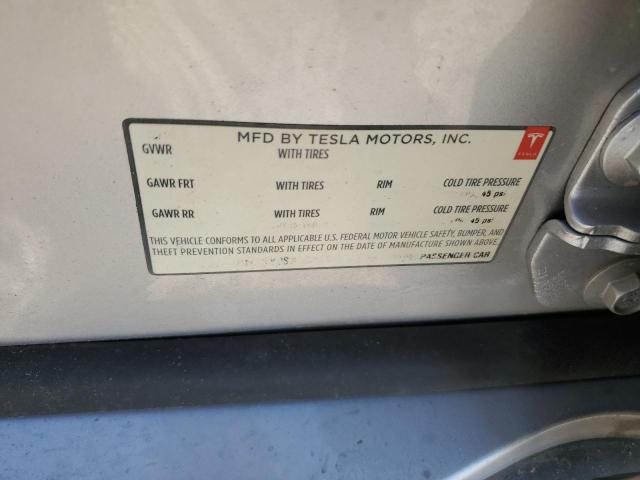 MFD BY TESLA MOTORS, INC.
TESLA
GVWR WITH TIRES
GAWR FRT WITH TIRES RIM COLD TIRE PRESSURE
45 psi
GAWR RR WITH TIRES RIM COLD TIRE PRESSURE
45 psi
THIS VEHICLE CONFORMS TO ALL APPLICABLE U.S. FEDERAL MOTOR VEHICLE SAFETY, BUMPER, AND
THEFT PREVENTION STANDARDS IN EFFECT ON THE DATE OF MANUFACTURE SHOWN ABOVE.
PASSENGER CAR